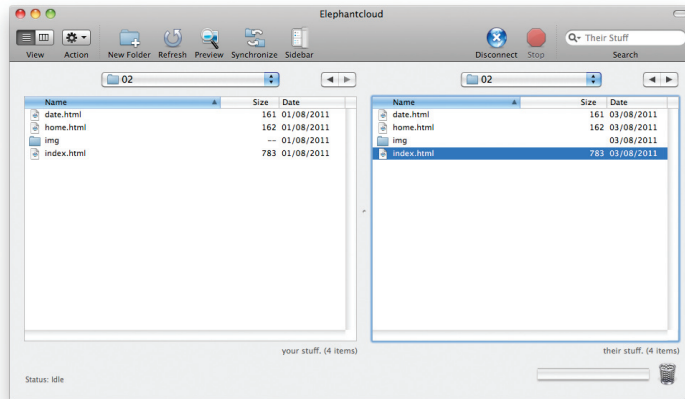 Elephantcloud
View Action New Folder Refresh Preview Synchronize Sidebar Disconnect Stop Search
Their Stuff
02 02
Name Size Date
date.html 161 01/08/2011
home.html 162 01/08/2011
img -- 01/08/2011
index.html 783 01/08/2011
your stuff. (4 items)
Name Size Date
date.html 161 03/08/2011
home.html 162 03/08/2011
img 03/08/2011
index.html 783 03/08/2011
their stuff. (4 items)
Status: Idle